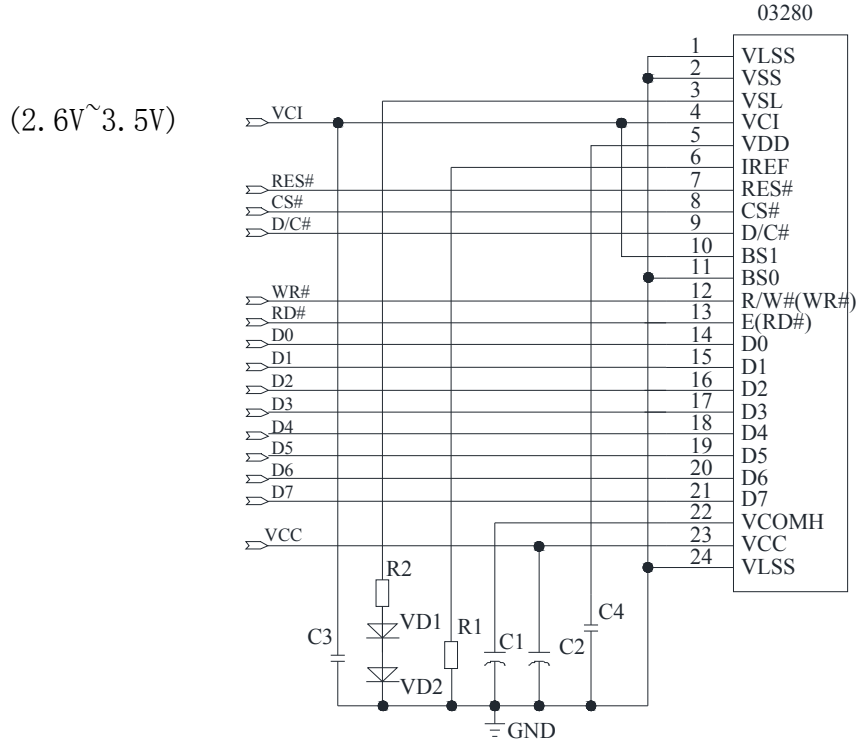 03280
1 VLSS
2 VSS
3 VSL
(2.6V~3.5V) VCI 4 VCI
5 VDD
6 IREF
RES# 7 RES#
CS# 8 CS#
D/C# 9 D/C#
10 BS1
11 BS0
WR# 12 R/W#(WR#)
RD# 13 E(RD#)
D0 14 D0
D1 15 D1
D2 16 D2
D3 17 D3
D4 18 D4
D5 19 D5
D6 20 D6
D7 21 D7
22 VCOMH
VCC 23 VCC
24 VLSS
R2
C3 VD1 R1 C1 C2 C4
VD2
GND